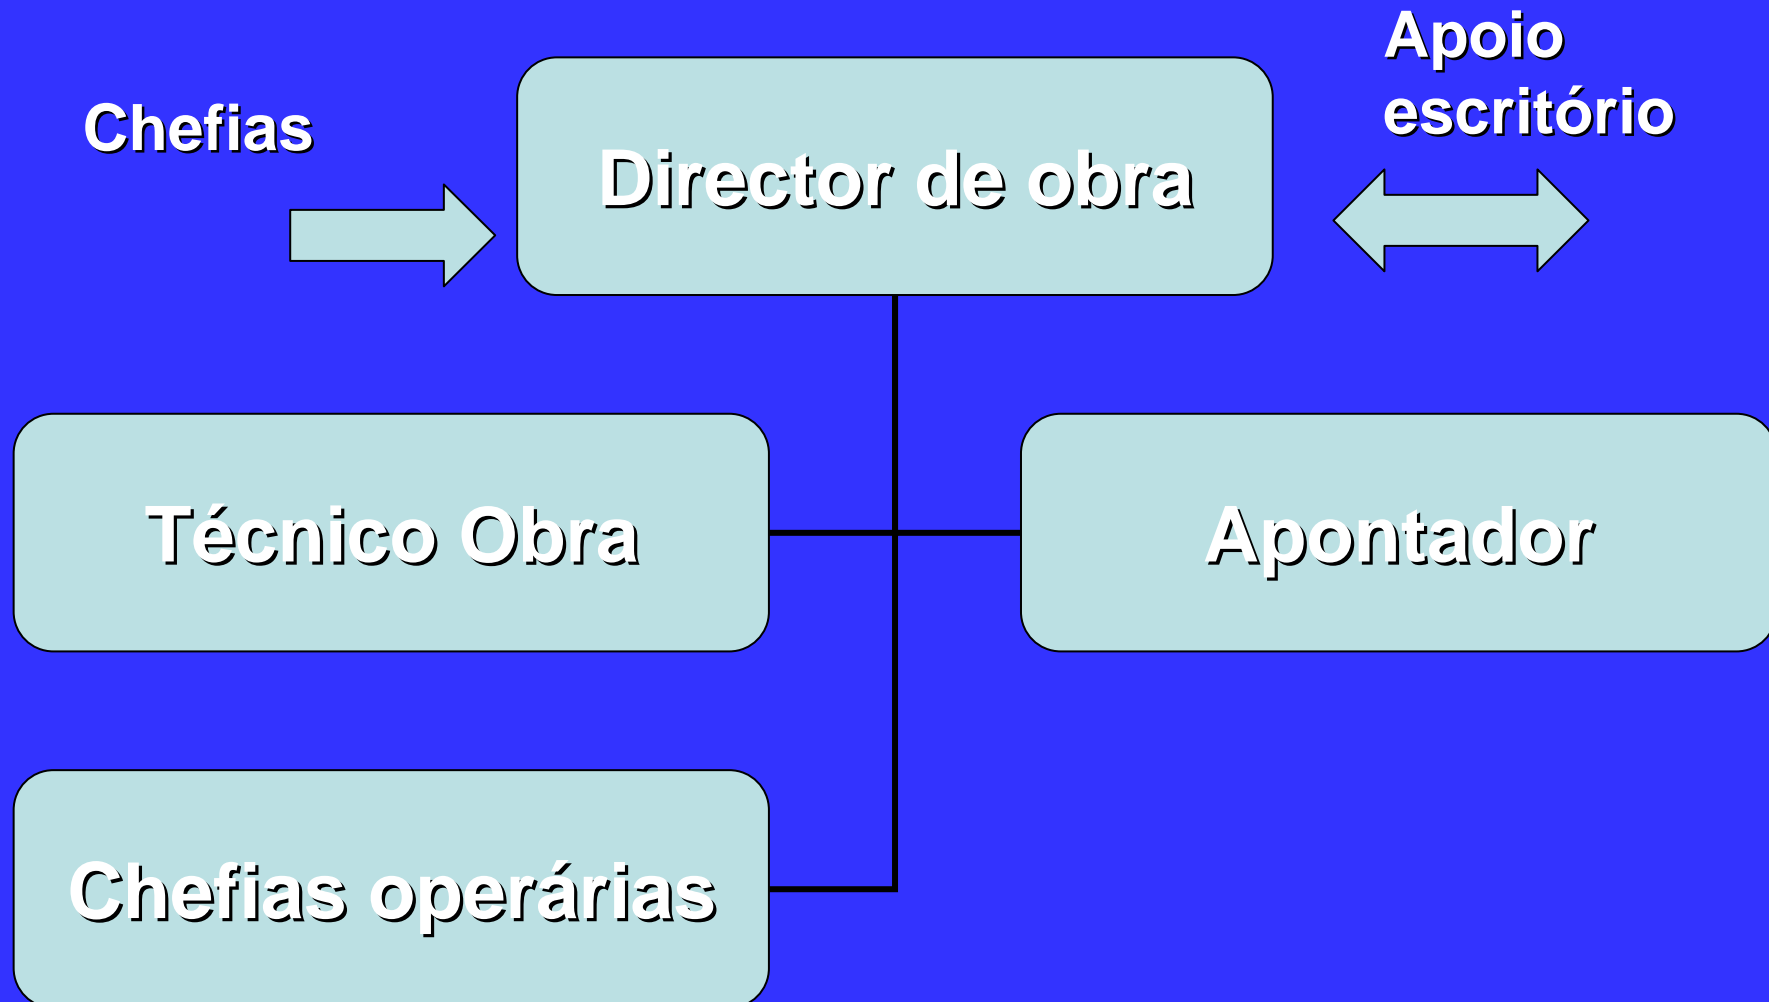 Chefias
Director de obra
Apoio
escritório
Técnico Obra
Apontador
Chefias operárias